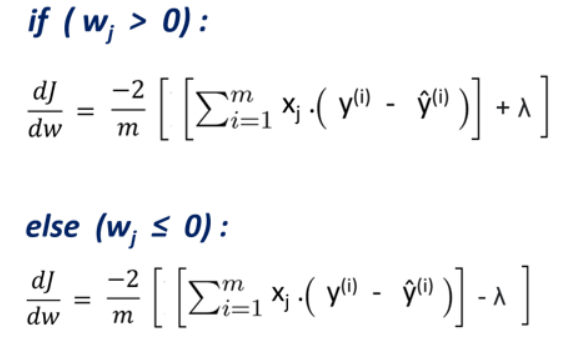 if ( wⱼ > 0) :
dJ/dw = -2/m [ [ ∑ᵢ₌₁ᵐ xⱼ .( y⁽ⁱ⁾ - ŷ⁽ⁱ⁾ ) ] + λ ]
else (wⱼ ≤ 0) :
dJ/dw = -2/m [ [ ∑ᵢ₌₁ᵐ xⱼ .( y⁽ⁱ⁾ - ŷ⁽ⁱ⁾ ) ] - λ ]